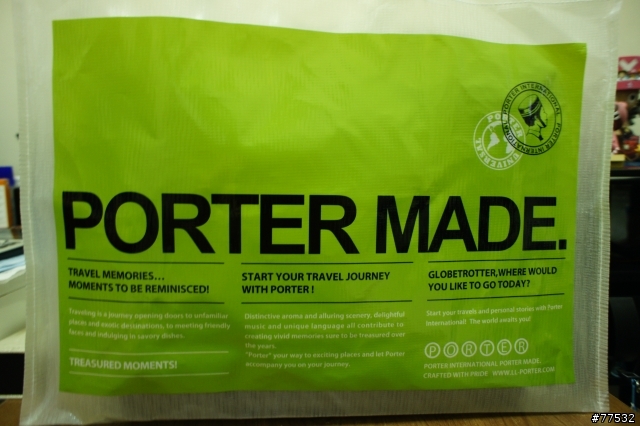 PORTER INTERNATIONAL
PORTER INTERNATIONAL
UNIVERSAL
PORTER MADE.
TRAVEL MEMORIES...
MOMENTS TO BE REMINISCED!
Traveling is a journey opening doors to unfamiliar
places and exotic destinations, to meeting friendly
faces and indulging in savory dishes.
TREASURED MOMENTS!
START YOUR TRAVEL JOURNEY
WITH PORTER !
Distinctive aroma and alluring scenery, delightful
music and unique language all contribute to
creating vivid memories sure to be treasured over
the years.
"Porter" your way to exciting places and let Porter
accompany you on your journey.
GLOBETROTTER,WHERE WOULD
YOU LIKE TO GO TODAY?
Start your travels and personal stories with Porter
International! The world awaits you!
PORTER
PORTER INTERNATIONAL PORTER MADE.
CRAFTED WITH PRIDE WWW.LL-PORTER.COM
#77532